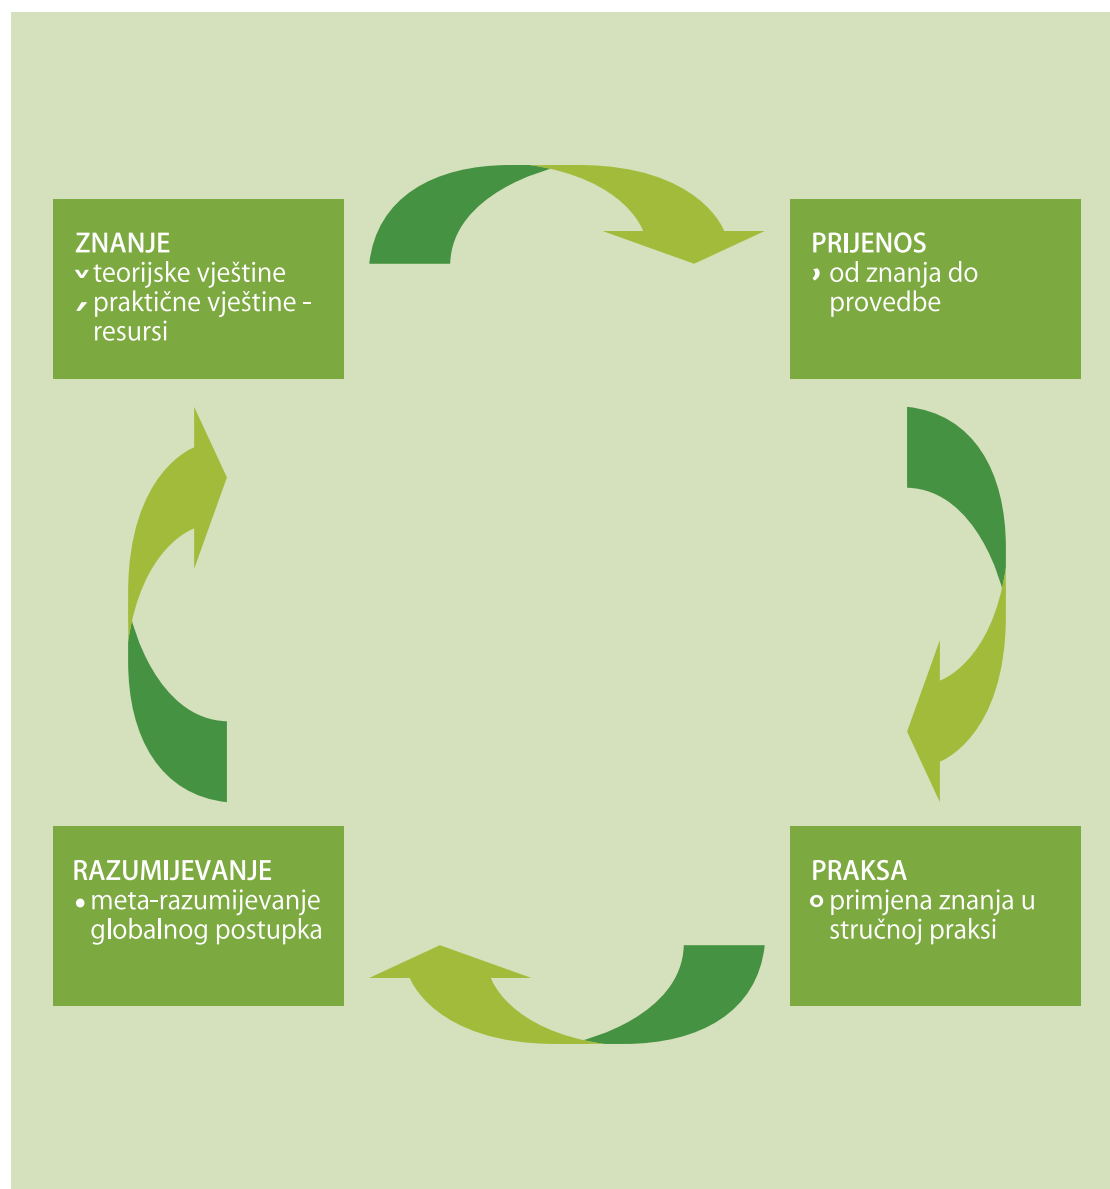 ZNANJE
teorijske vještine
praktične vještine -
resursi
PRIJENOS
od znanja do
provedbe
RAZUMIJEVANJE
• meta-razumijevanje
globalnog postupka
PRAKSA
primjena znanja u
stručnoj praksi